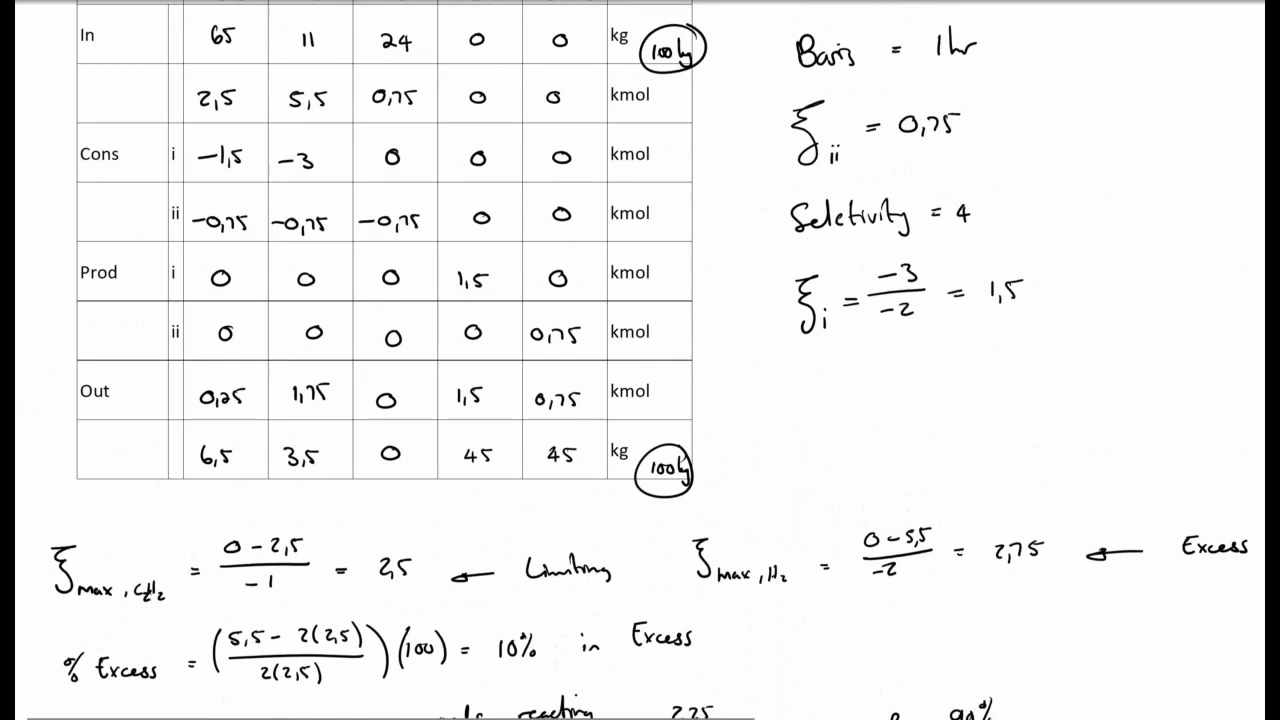 In 65 11 24 0 0 kg 100kg
2,5 5,5 0,75 0 0 kmol
Cons i -1,5 -3 0 0 0 kmol
ii -0,75 -0,75 -0,75 0 0 kmol
Prod i 0 0 0 1,5 0 kmol
ii 0 0 0 0 0,75 kmol
Out 0,25 1,75 0 1,5 0,75 kmol
6,5 3,5 0 45 45 kg 100kg
Basis = 1hr
ξii = 0,75
Seletivity = 4
ξi = -3/-2 = 1,5
ξmax, C2H2 = (0 - 2,5)/-1 = 2,5 ← Limiting
ξmax, H2 = (0 - 5,5)/-2 = 2,75 ← Excess
% Excess = ((5,5 - 2(2,5))/2(2,5))(100) = 10% in Excess
reacting 2,25 90%